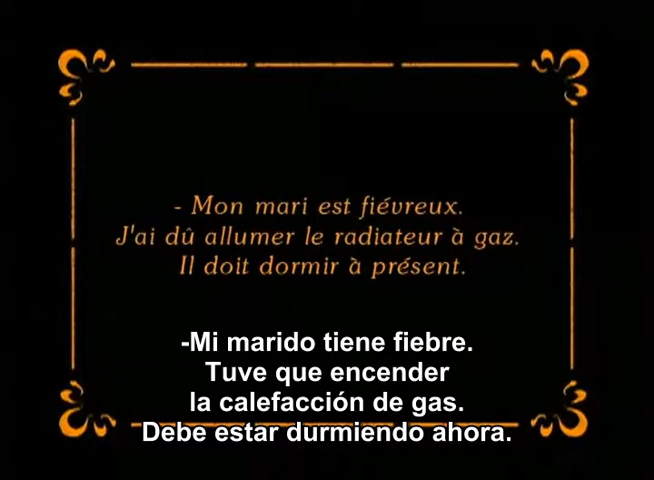 - Mon mari est fiévreux.
J'ai dû allumer le radiateur à gaz.
Il doit dormir à présent.
-Mi marido tiene fiebre.
Tuve que encender
la calefacción de gas.
Debe estar durmiendo ahora.